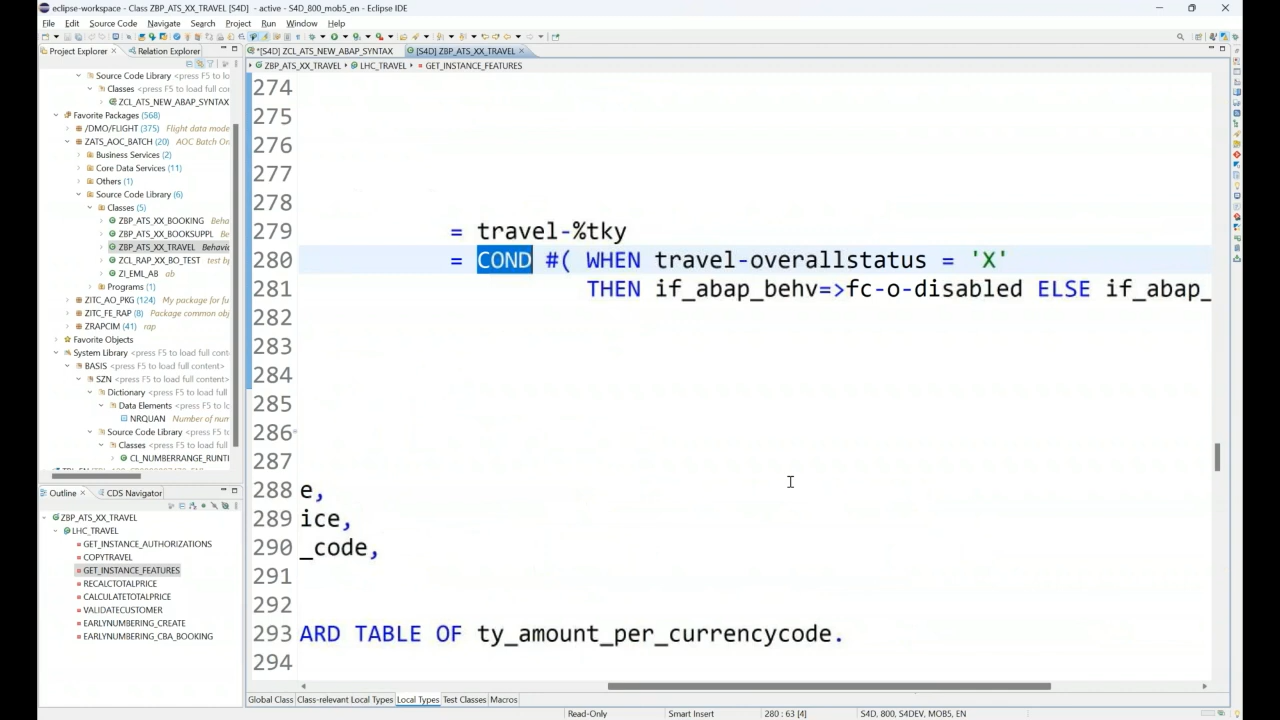 eclipse-workspace - Class ZBP_ATS_XX_TRAVEL [S4D] - active - S4D_800_mob5_en - Eclipse IDE
File Edit Source Code Navigate Search Project Run Window Help
Project Explorer Relation Explorer
*[S4D] ZCL_ATS_NEW_ABAP_SYNTAX [S4D] ZBP_ATS_XX_TRAVEL
ZBP_ATS_XX_TRAVEL LHC_TRAVEL GET_INSTANCE_FEATURES
Source Code Library <press F5 to load full con
Classes <press F5 to load full co
ZCL_ATS_NEW_ABAP_SYNTAX
Favorite Packages (568)
/DMO/FLIGHT (375) Flight data mode
ZATS_AOC_BATCH (20) AOC Batch On
Business Services (2)
Core Data Services (11)
Others (1)
Source Code Library (6)
Classes (5)
ZBP_ATS_XX_BOOKING Beha
ZBP_ATS_XX_BOOKSUPPL Beh
ZBP_ATS_XX_TRAVEL Behavio
ZCL_RAP_XX_BO_TEST test bp
ZI_EML_AB ab
Programs (1)
ZITC_AO_PKG (124) My package for fu
ZITC_FE_RAP (8) Package common obj
ZRAPCIM (41) rap
Favorite Objects
System Library <press F5 to load full cont
BASIS <press F5 to load full content>
SZN <press F5 to load full content>
Dictionary <press F5 to load full
Data Elements <press F5 to lo
NRQUAN Number of num
Source Code Library <press F5
Classes <press F5 to load full
CL_NUMBERRANGE_RUNTI
274
275
276
277
278
279 = travel-%tky
280 = COND #( WHEN travel-overallstatus = 'X'
281 THEN if_abap_behv=>fc-o-disabled ELSE if_abap_
282
283
284
285
286
287
288 e,
289 ice,
290 _code,
291
292
293 ARD TABLE OF ty_amount_per_currencycode.
294
Outline CDS Navigator
ZBP_ATS_XX_TRAVEL
LHC_TRAVEL
GET_INSTANCE_AUTHORIZATIONS
COPYTRAVEL
GET_INSTANCE_FEATURES
RECALCTOTALPRICE
CALCULATETOTALPRICE
VALIDATECUSTOMER
EARLYNUMBERING_CREATE
EARLYNUMBERING_CBA_BOOKING
Global Class Class-relevant Local Types Local Types Test Classes Macros
Read-Only Smart Insert 280 : 63 [4] S4D, 800, S4DEV, MOB5, EN